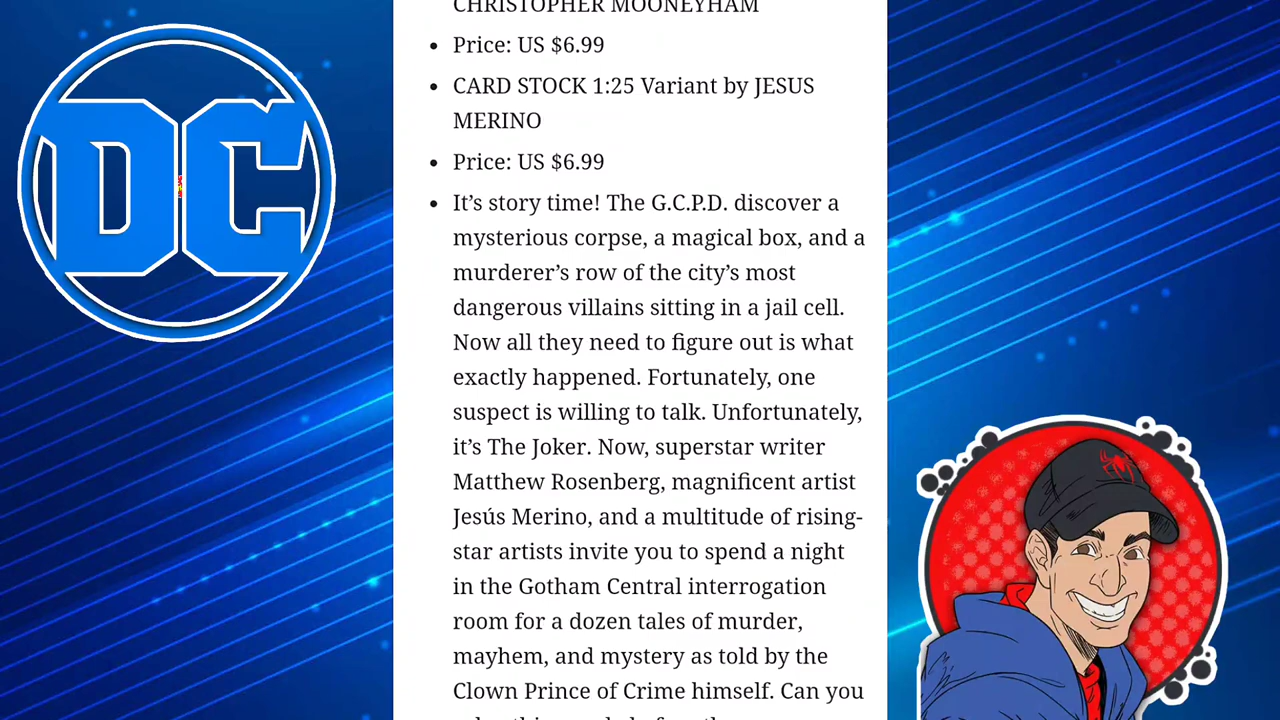 CHRISTOPHER MOONEYHAM
DC
• Price: US $6.99
• CARD STOCK 1:25 Variant by JESUS
MERINO
• Price: US $6.99
• It’s story time! The G.C.P.D. discover a
mysterious corpse, a magical box, and a
murderer’s row of the city’s most
dangerous villains sitting in a jail cell.
Now all they need to figure out is what
exactly happened. Fortunately, one
suspect is willing to talk. Unfortunately,
it’s The Joker. Now, superstar writer
Matthew Rosenberg, magnificent artist
Jesús Merino, and a multitude of rising-
star artists invite you to spend a night
in the Gotham Central interrogation
room for a dozen tales of murder,
mayhem, and mystery as told by the
Clown Prince of Crime himself. Can you